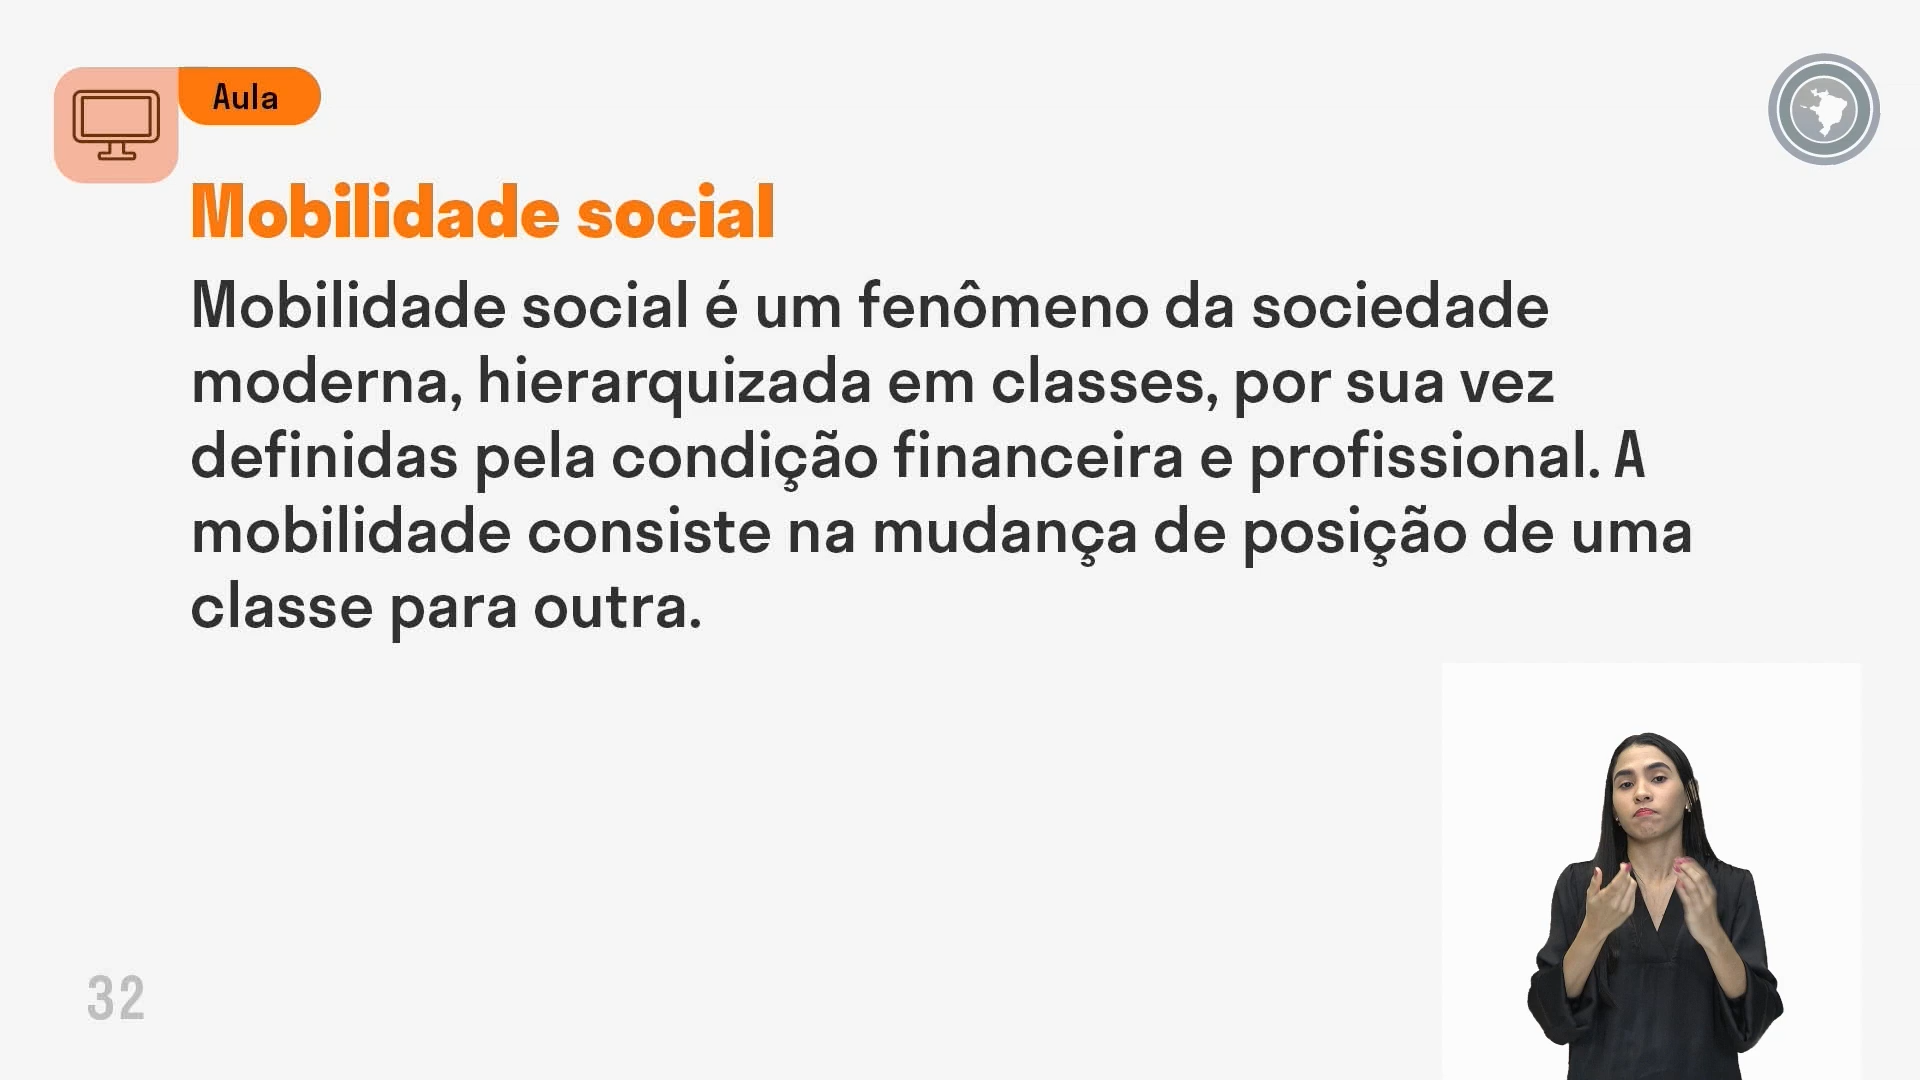 Aula
Mobilidade social
Mobilidade social é um fenômeno da sociedade
moderna, hierarquizada em classes, por sua vez
definidas pela condição financeira e profissional. A
mobilidade consiste na mudança de posição de uma
classe para outra.
32